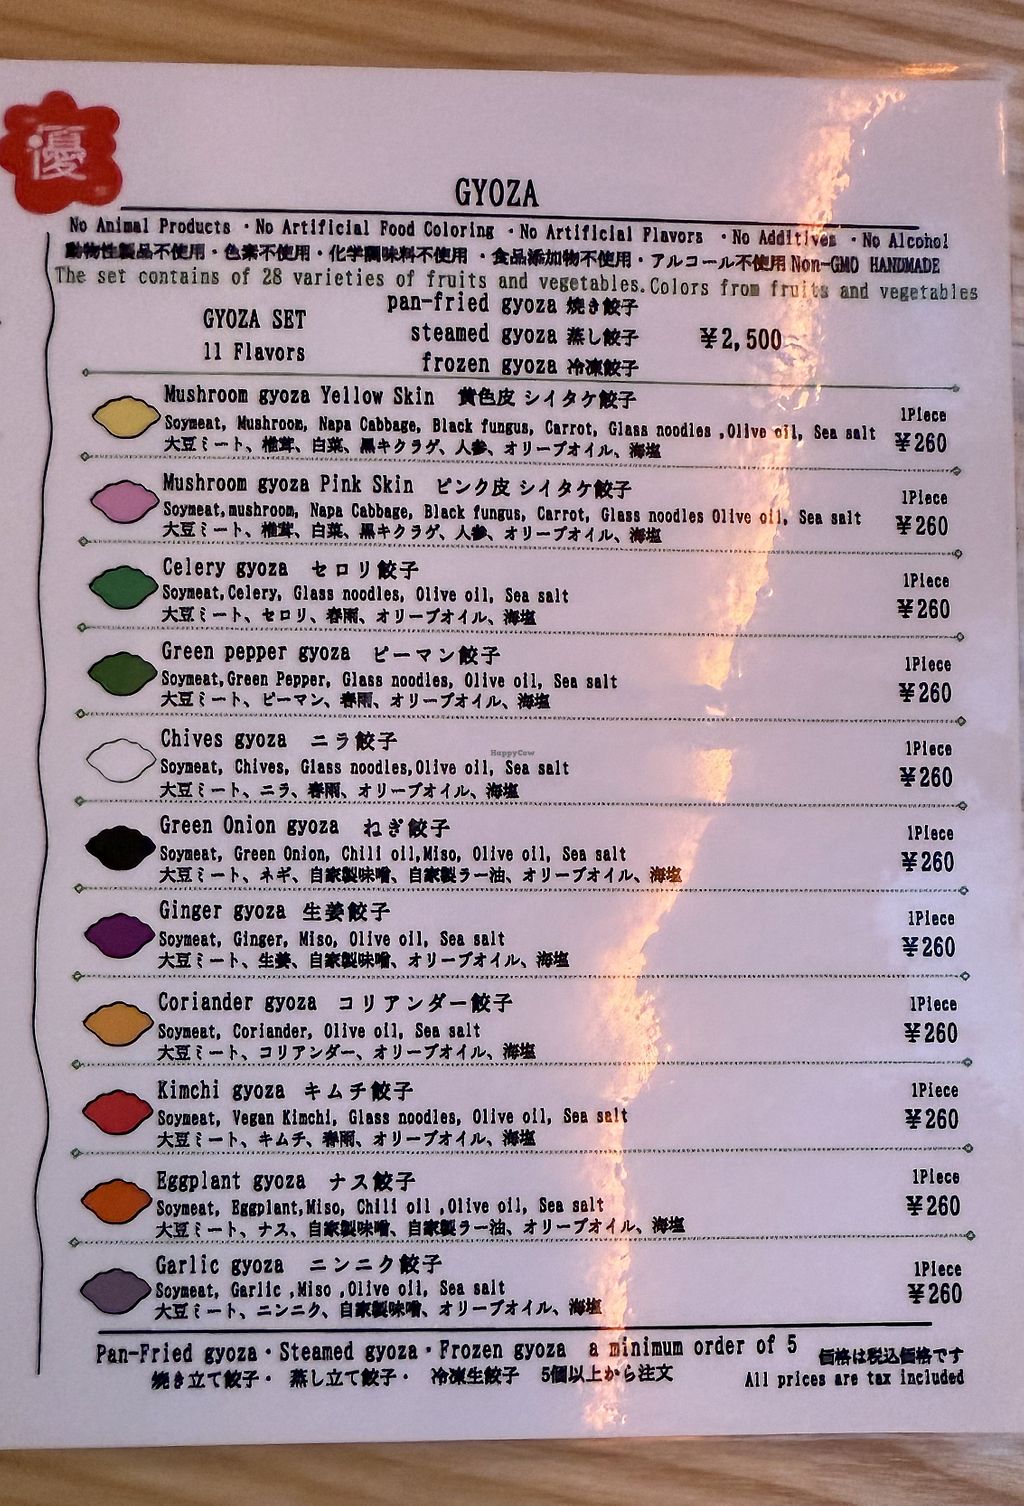 優
GYOZA
No Animal Products ・No Artificial Food Coloring ・No Artificial Flavors ・No Additives ・No Alcohol
動物性製品不使用・色素不使用・化学調味料不使用 ・食品添加物不使用・アルコール不使用 Non-GMO HANDMADE
The set contains of 28 varieties of fruits and vegetables.Colors from fruits and vegetables
GYOZA SET
11 Flavors
pan-fried gyoza 焼き餃子
steamed gyoza 蒸し餃子
frozen gyoza 冷凍餃子
¥2,500
Mushroom gyoza Yellow Skin 黄色皮 シイタケ餃子
Soymeat, Mushroom, Napa Cabbage, Black fungus, Carrot, Glass noodles ,Olive oil, Sea salt
大豆ミート、椎茸、白菜、黒キクラゲ、人参、オリーブオイル、海塩
1Piece
¥260
Mushroom gyoza Pink Skin ピンク皮 シイタケ餃子
Soymeat,mushroom, Napa Cabbage, Black fungus, Carrot, Glass noodles Olive oil, Sea salt
大豆ミート、椎茸、白菜、黒キクラゲ、人参、オリーブオイル、海塩
1Piece
¥260
Celery gyoza セロリ餃子
Soymeat,Celery, Glass noodles, Olive oil, Sea salt
大豆ミート、セロリ、春雨、オリーブオイル、海塩
1Piece
¥260
Green pepper gyoza ピーマン餃子
Soymeat,Green Pepper, Glass noodles, Olive oil, Sea salt
大豆ミート、ピーマン、春雨、オリーブオイル、海塩
1Piece
¥260
Chives gyoza ニラ餃子
HappyCow
Soymeat, Chives, Glass noodles,Olive oil, Sea salt
大豆ミート、ニラ、春雨、オリーブオイル、海塩
1Piece
¥260
Green Onion gyoza ねぎ餃子
Soymeat, Green Onion, Chili oil,Miso, Olive oil, Sea salt
大豆ミート、ネギ、自家製味噌、自家製ラー油、オリーブオイル、海塩
1Piece
¥260
Ginger gyoza 生姜餃子
Soymeat, Ginger, Miso, Olive oil, Sea salt
大豆ミート、生姜、自家製味噌、オリーブオイル、海塩
1Piece
¥260
Coriander gyoza コリアンダー餃子
Soymeat, Coriander, Olive oil, Sea salt
大豆ミート、コリアンダー、オリーブオイル、海塩
1Piece
¥260
Kimchi gyoza キムチ餃子
Soymeat, Vegan Kimchi, Glass noodles, Olive oil, Sea salt
大豆ミート、キムチ、春雨、オリーブオイル、海塩
1Piece
¥260
Eggplant gyoza ナス餃子
Soymeat, Eggplant,Miso, Chili oil ,Olive oil, Sea salt
大豆ミート、ナス、自家製味噌、自家製ラー油、オリーブオイル、海塩
1Piece
¥260
Garlic gyoza ニンニク餃子
Soymeat, Garlic ,Miso ,Olive oil, Sea salt
大豆ミート、ニンニク、自家製味噌、オリーブオイル、海塩
1Piece
¥260
Pan-Fried gyoza・Steamed gyoza・Frozen gyoza a minimum order of 5
焼き立て餃子・ 蒸し立て餃子・ 冷凍生餃子 5個以上から注文
価格は税込価格です
All prices are tax included